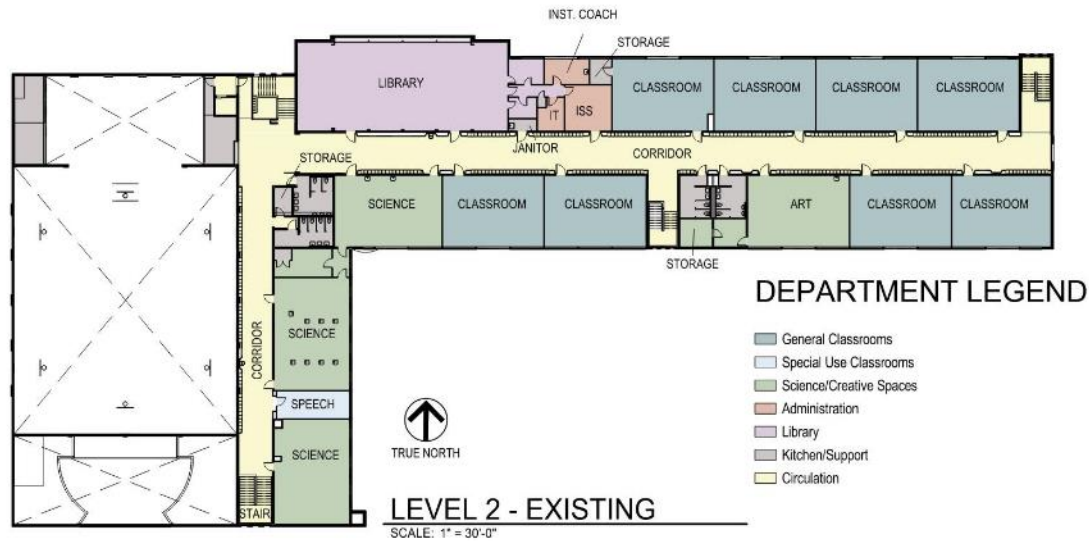 INST. COACH
STORAGE
LIBRARY
CLASSROOM
CLASSROOM
CLASSROOM
CLASSROOM
IT
ISS
JANITOR
CORRIDOR
STORAGE
SCIENCE
CLASSROOM
CLASSROOM
ART
CLASSROOM
CLASSROOM
STORAGE
CORRIDOR
SCIENCE
SPEECH
SCIENCE
STAIR
TRUE NORTH
DEPARTMENT LEGEND
General Classrooms
Special Use Classrooms
Science/Creative Spaces
Administration
Library
Kitchen/Support
Circulation
LEVEL 2 - EXISTING
SCALE: 1" = 30'-0"